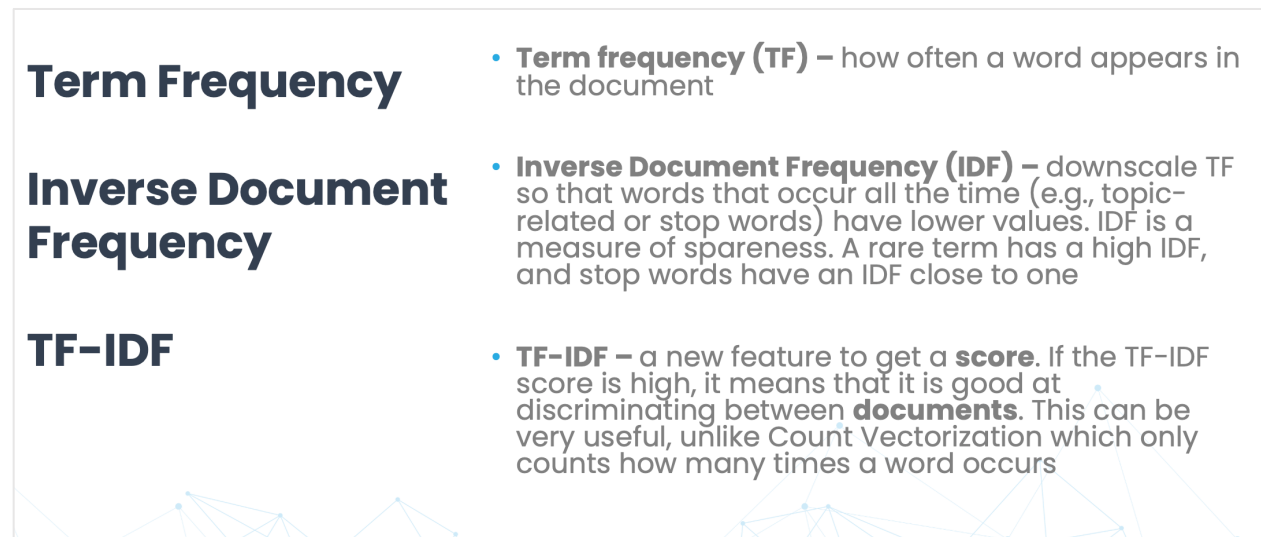 Term Frequency
• Term frequency (TF) – how often a word appears in
the document
Inverse Document
Frequency
• Inverse Document Frequency (IDF) – downscale TF
so that words that occur all the time (e.g., topic-
related or stop words) have lower values. IDF is a
measure of spareness. A rare term has a high IDF,
and stop words have an IDF close to one
TF-IDF
• TF-IDF – a new feature to get a score. If the TF-IDF
score is high, it means that it is good at
discriminating between documents. This can be
very useful, unlike Count Vectorization which only
counts how many times a word occurs